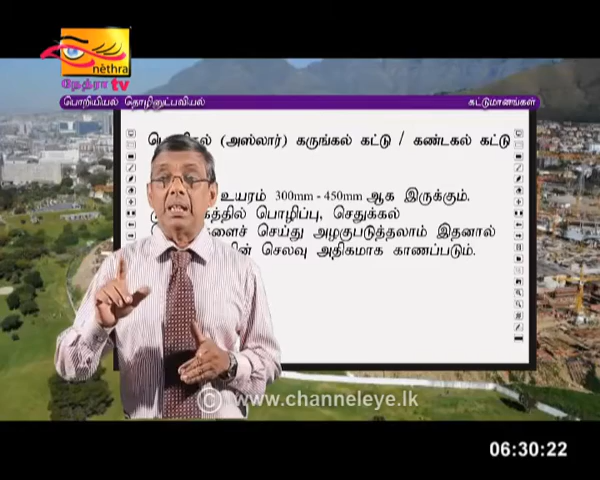 nethra
நேத்ரா tv
பொறியியல் தொழினுட்பவியல்
கட்டுமானங்கள்
(அஸ்லார்) கருங்கல் கட்டு / கண்டகல் கட்டு
உயரம் 300mm - 450mm ஆக இருக்கும்.
பொழிப்பு, செதுக்கல்
செய்து அழகுபடுத்தலாம் இதனால்
செலவு அதிகமாக காணப்படும்.
© www.channeleye.lk
06:30:22